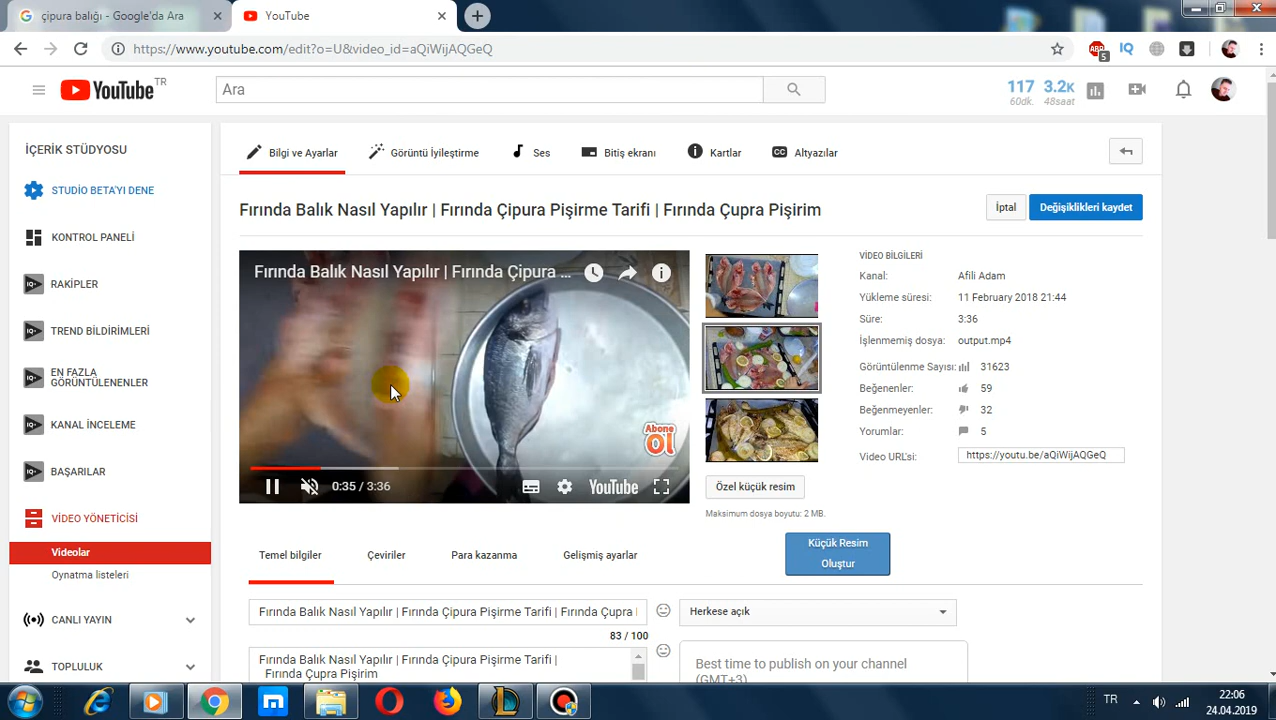 çipura balığı - Google'da Ara
YouTube
https://www.youtube.com/edit?o=U&video_id=aQiWijAQGeQ
ABP
5
IQ
YouTube TR
Ara
117
60dk.
3.2K
48saat
İÇERİK STÜDYOSU
STUDIO BETA'YI DENE
KONTROL PANELİ
RAKİPLER
TREND BİLDİRİMLERİ
EN FAZLA
GÖRÜNTÜLENENLER
KANAL İNCELEME
BAŞARILAR
VİDEO YÖNETİCİSİ
Videolar
Oynatma listeleri
CANLI YAYIN
TOPLULUK
Bilgi ve Ayarlar
Görüntü İyileştirme
Ses
Bitiş ekranı
Kartlar
CC Altyazılar
Fırında Balık Nasıl Yapılır | Fırında Çipura Pişirme Tarifi | Fırında Çupra Pişirim
İptal
Değişiklikleri kaydet
Fırında Balık Nasıl Yapılır | Fırında Çipura ...
Abone
Ol
0:35 / 3:36
YouTube
Özel küçük resim
Maksimum dosya boyutu: 2 MB.
VİDEO BİLGİLERİ
Kanal: Afili Adam
Yükleme süresi: 11 February 2018 21:44
Süre: 3:36
İşlenmemiş dosya: output.mp4
Görüntülenme Sayısı: 31623
Beğenenler: 59
Beğenmeyenler: 32
Yorumlar: 5
Video URL'si: https://youtu.be/aQiWijAQGeQ
Küçük Resim
Oluştur
Temel bilgiler
Çeviriler
Para kazanma
Gelişmiş ayarlar
Fırında Balık Nasıl Yapılır | Fırında Çipura Pişirme Tarifi | Fırında Çupra
83 / 100
Herkese açık
Fırında Balık Nasıl Yapılır | Fırında Çipura Pişirme Tarifi |
Fırında Çupra Pişirim
Best time to publish on your channel
(GMT+3)
TR
22:06
24.04.2019